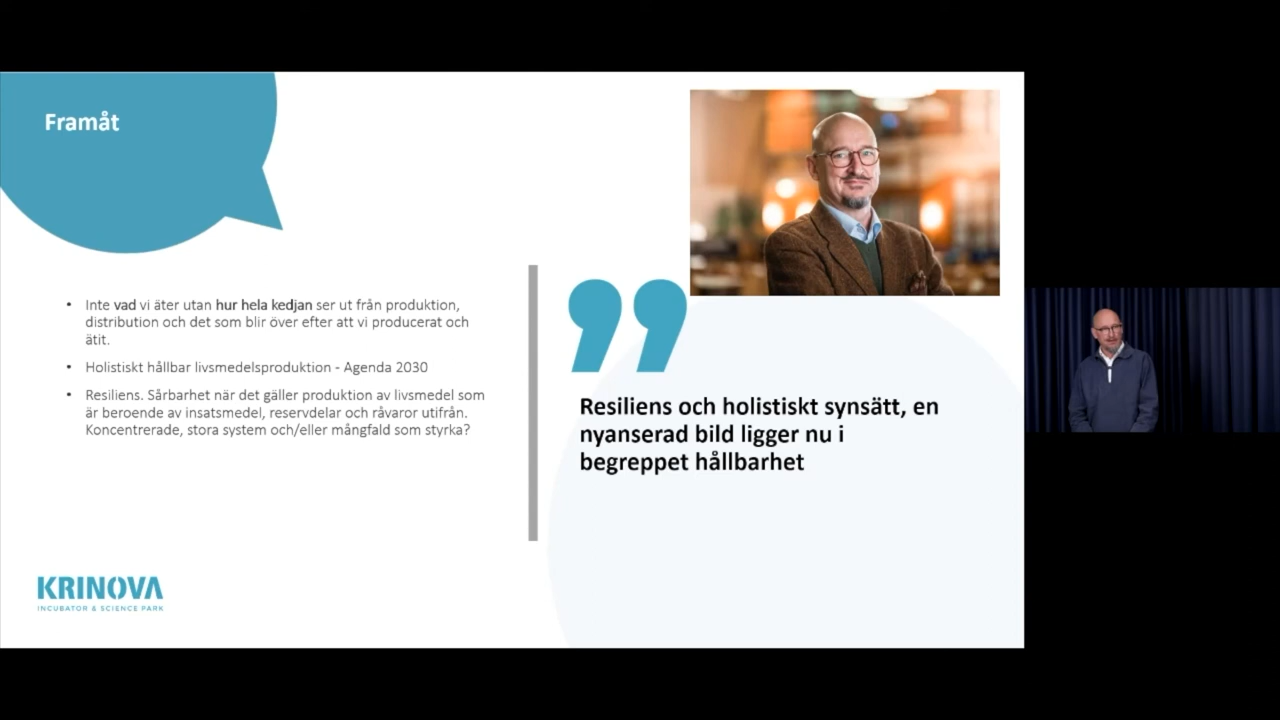 Framåt
• Inte vad vi äter utan hur hela kedjan ser ut från produktion,
distribution och det som blir över efter att vi producerat och
ätit.
• Holistiskt hållbar livsmedelsproduktion - Agenda 2030
• Resiliens. Sårbarhet när det gäller produktion av livsmedel som
är beroende av insatsmedel, reservdelar och råvaror utifrån.
Koncentrerade, stora system och/eller mångfald som styrka?
”
Resiliens och holistiskt synsätt, en
nyanserad bild ligger nu i
begreppet hållbarhet
KRINOVA
INCUBATOR & SCIENCE PARK